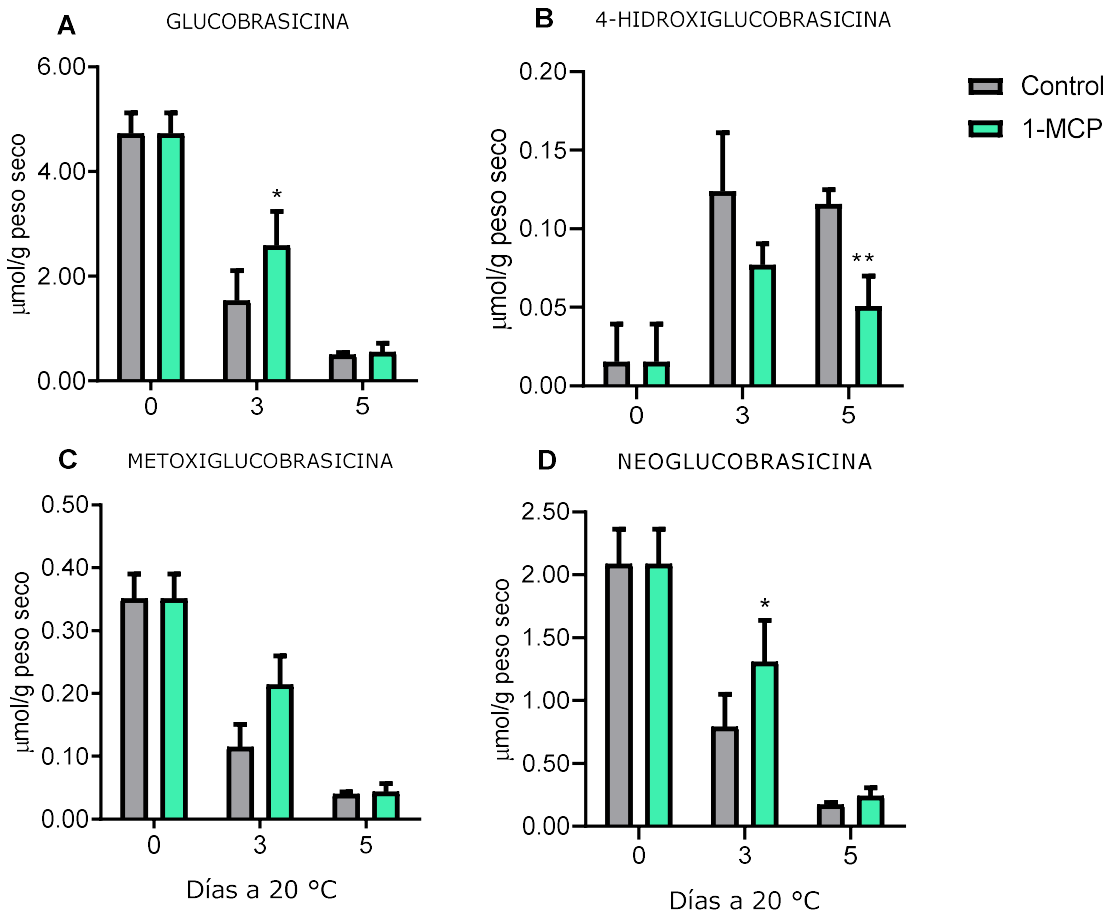 A
GLUCOBRASICINA
6.00
4.00
2.00
0.00
µmol/g peso seco
*
0
3
5
B
4-HIDROXIGLUCOBRASICINA
0.20
0.15
0.10
0.05
0.00
µmol/g peso seco
**
0
3
5
Control
1-MCP
C
METOXIGLUCOBRASICINA
0.50
0.40
0.30
0.20
0.10
0.00
µmol/g peso seco
0
3
5
Días a 20 °C
D
NEOGLUCOBRASICINA
2.50
2.00
1.50
1.00
0.50
0.00
µmol/g peso seco
*
0
3
5
Días a 20 °C